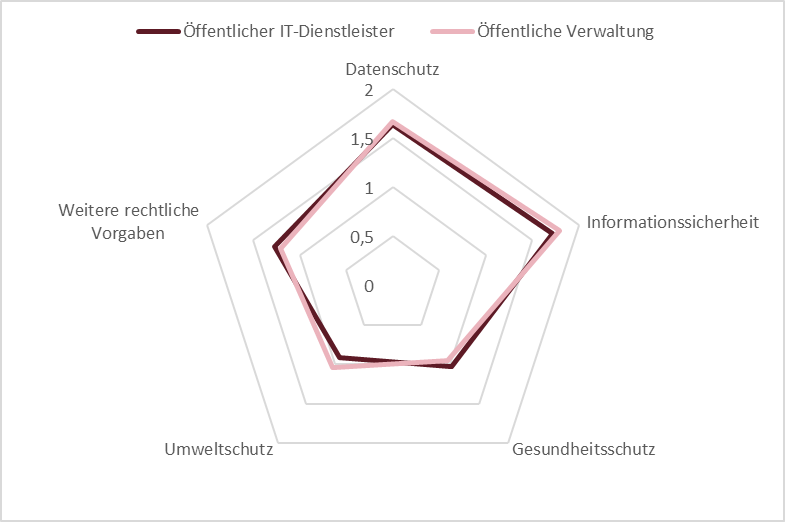 Öffentlicher IT-Dienstleister
Öffentliche Verwaltung
Datenschutz
2
1,5
1
0,5
0
Informationssicherheit
Gesundheitsschutz
Umweltschutz
Weitere rechtliche
Vorgaben